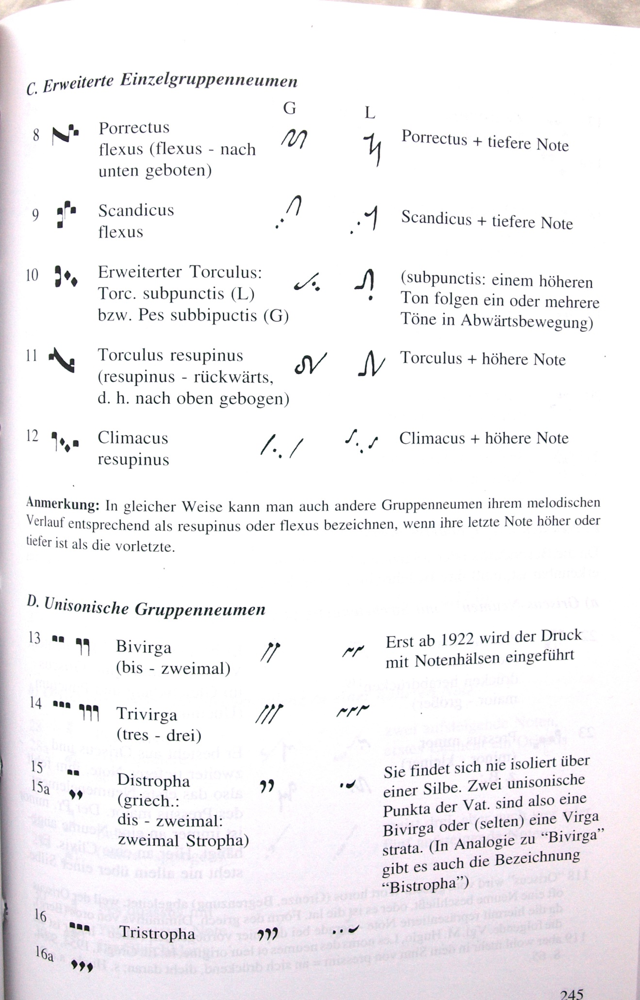 C. Erweiterte Einzelgruppenneumen
G L
8 Porrectus
flexus (flexus - nach
unten geboten)
Porrectus + tiefere Note
9 Scandicus
flexus
Scandicus + tiefere Note
10 Erweiterter Torculus:
Torc. subpunctis (L)
bzw. Pes subbipuctis (G)
(subpunctis: einem höheren
Ton folgen ein oder mehrere
Töne in Abwärtsbewegung)
11 Torculus resupinus
(resupinus - rückwärts,
d. h. nach oben gebogen)
Torculus + höhere Note
12 Climacus
resupinus
Climacus + höhere Note
Anmerkung: In gleicher Weise kann man auch andere Gruppenneumen ihrem melodischen
Verlauf entsprechend als resupinus oder flexus bezeichnen, wenn ihre letzte Note höher oder
tiefer ist als die vorletzte.
D. Unisonische Gruppenneumen
13 Bivirga
(bis - zweimal)
Erst ab 1922 wird der Druck
mit Notenhälsen eingeführt
14 Trivirga
(tres - drei)
15
15a
Distropha
(griech.:
dis - zweimal:
zweimal Stropha)
Sie findet sich nie isoliert über
einer Silbe. Zwei unisonische
Punkta der Vat. sind also eine
Bivirga oder (selten) eine Virga
strata. (In Analogie zu “Bivirga”
gibt es auch die Bezeichnung
“Bistropha”)
16 Tristropha
16a
245